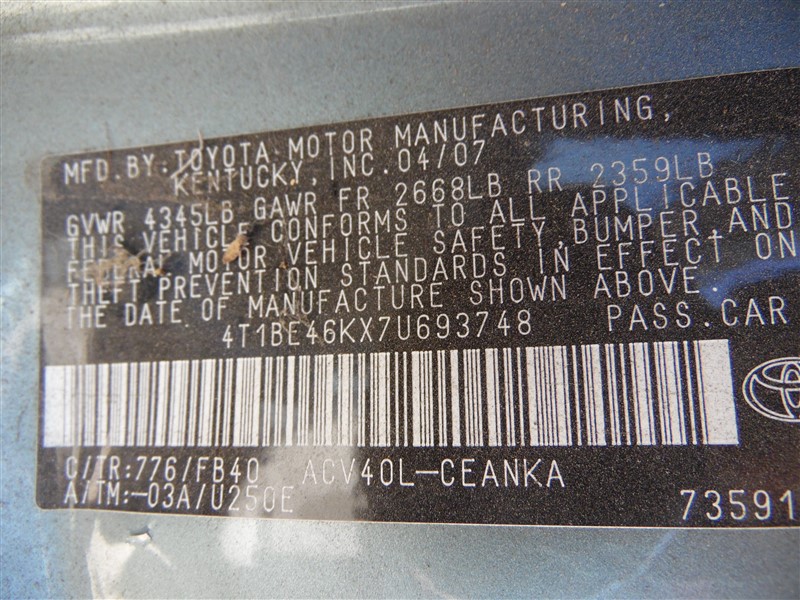 MFD.BY:TOYOTA MOTOR MANUFACTURING,
KENTUCKY, INC.04/07
GVWR 4345LB GAWR FR 2668LB RR 2359LB
THIS VEHICLE CONFORMS TO ALL APPLICABLE
FEDERAL MOTOR VEHICLE SAFETY,BUMPER,AND
THEFT PREVENTION STANDARDS IN EFFECT ON
THE DATE OF MANUFACTURE SHOWN ABOVE.
4T1BE46KX7U693748 PASS.CAR
C/TR:776/FB40 ACV40L-CEANKA
A/TM:-03A/U250E
73591